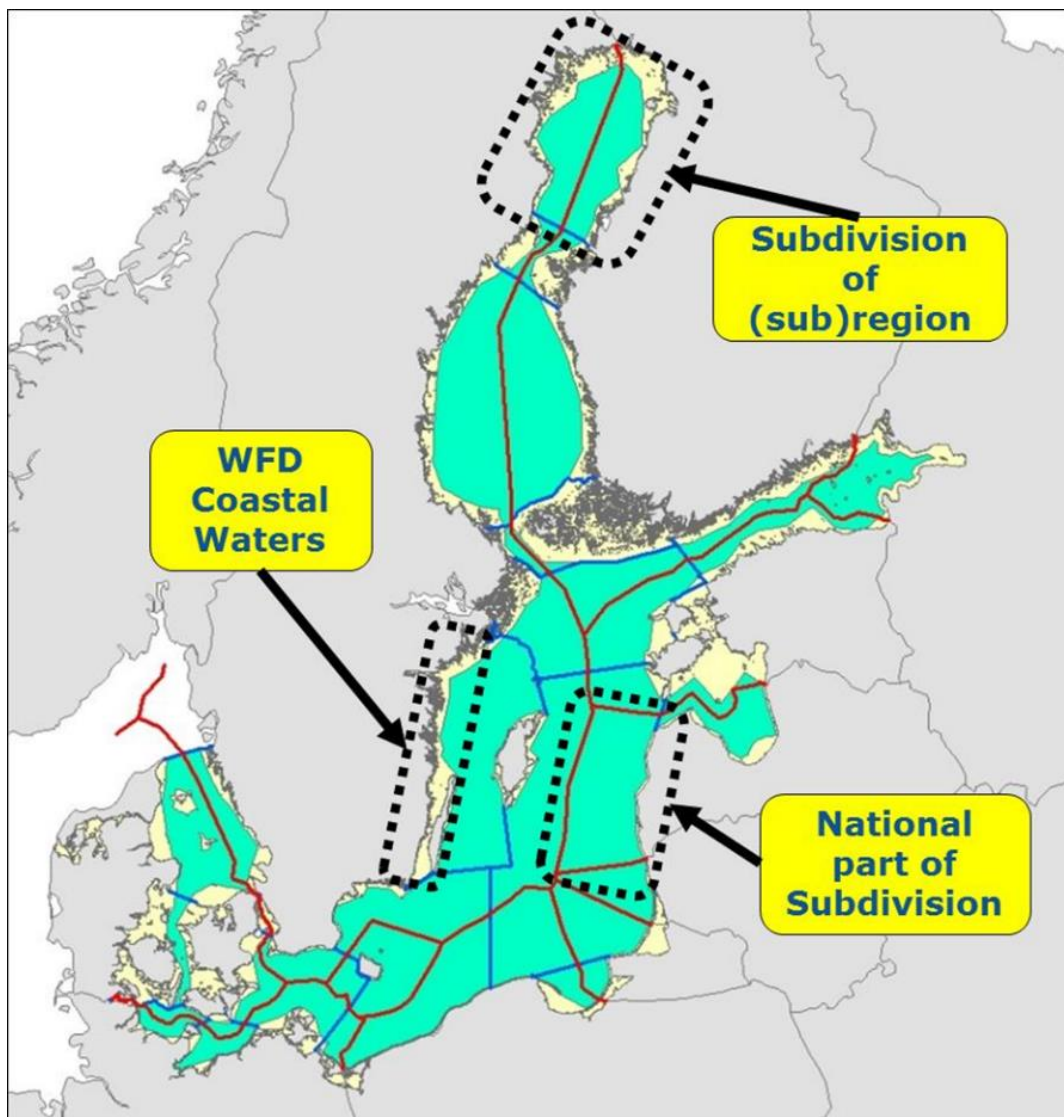 Subdivision
of
(sub)region
WFD
Coastal
Waters
National
part of
Subdivision